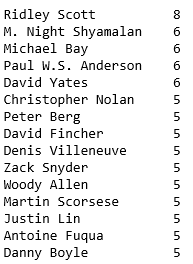 Ridley Scott 8
M. Night Shyamalan 6
Michael Bay 6
Paul W.S. Anderson 6
David Yates 6
Christopher Nolan 5
Peter Berg 5
David Fincher 5
Denis Villeneuve 5
Zack Snyder 5
Woody Allen 5
Martin Scorsese 5
Justin Lin 5
Antoine Fuqua 5
Danny Boyle 5